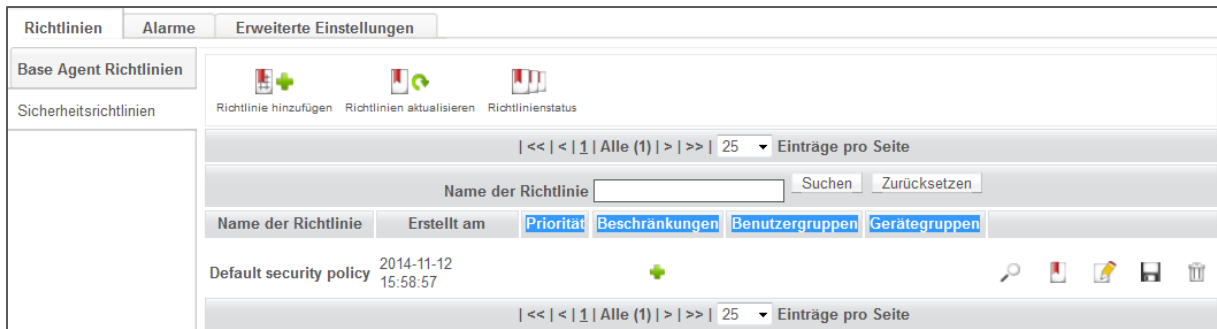 Richtlinien Alarme Erweiterte Einstellungen
Base Agent Richtlinien
Sicherheitsrichtlinien
Richtlinie hinzufügen Richtlinien aktualisieren Richtlinienstatus
| << | < | 1 | Alle (1) | > | >> | 25 Einträge pro Seite
Name der Richtlinie Suchen Zurücksetzen
Name der Richtlinie Erstellt am Priorität Beschränkungen Benutzergruppen Gerätegruppen
Default security policy 2014-11-12
15:58:57
| << | < | 1 | Alle (1) | > | >> | 25 Einträge pro Seite